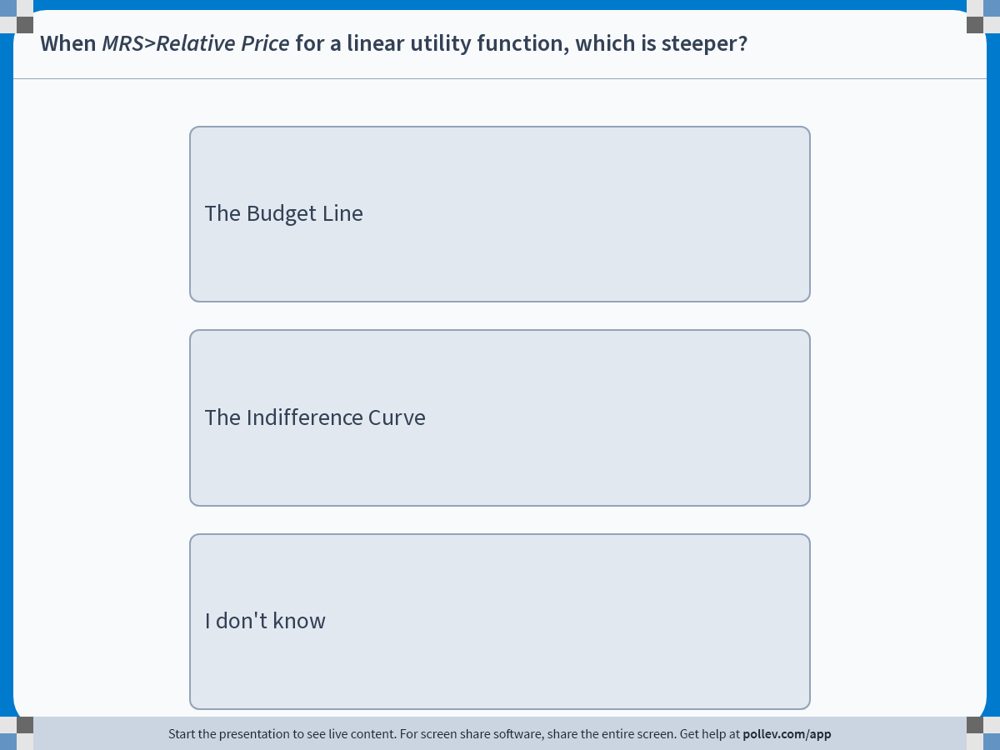 When MRS>Relative Price for a linear utility function, which is steeper?
The Budget Line
The Indifference Curve
I don't know
Start the presentation to see live content. For screen share software, share the entire screen. Get help at pollev.com/app